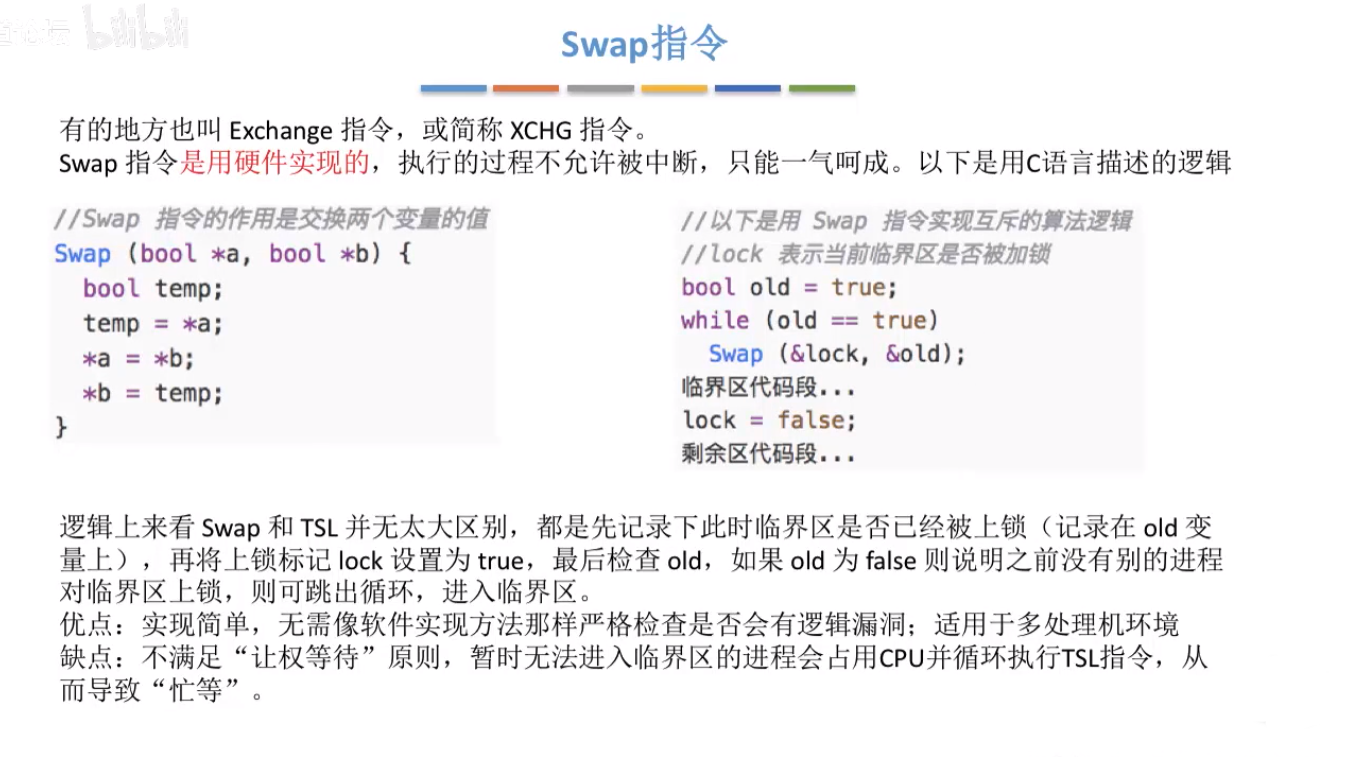 bilibili
Swap指令
有的地方也叫 Exchange 指令，或简称 XCHG 指令。
Swap 指令是用硬件实现的，执行的过程不允许被中断，只能一气呵成。以下是用C语言描述的逻辑
//Swap 指令的作用是交换两个变量的值
Swap (bool *a, bool *b) {
  bool temp;
  temp = *a;
  *a = *b;
  *b = temp;
}
//以下是用 Swap 指令实现互斥的算法逻辑
//lock 表示当前临界区是否被加锁
bool old = true;
while (old == true)
  Swap (&lock, &old);
临界区代码段...
lock = false;
剩余区代码段...
逻辑上来看 Swap 和 TSL 并无太大区别，都是先记录下此时临界区是否已经被上锁（记录在 old 变
量上），再将上锁标记 lock 设置为 true，最后检查 old，如果 old 为 false 则说明之前没有别的进程
对临界区上锁，则可跳出循环，进入临界区。
优点：实现简单，无需像软件实现方法那样严格检查是否会有逻辑漏洞；适用于多处理机环境
缺点：不满足“让权等待”原则，暂时无法进入临界区的进程会占用CPU并循环执行TSL指令，从
而导致“忙等”。